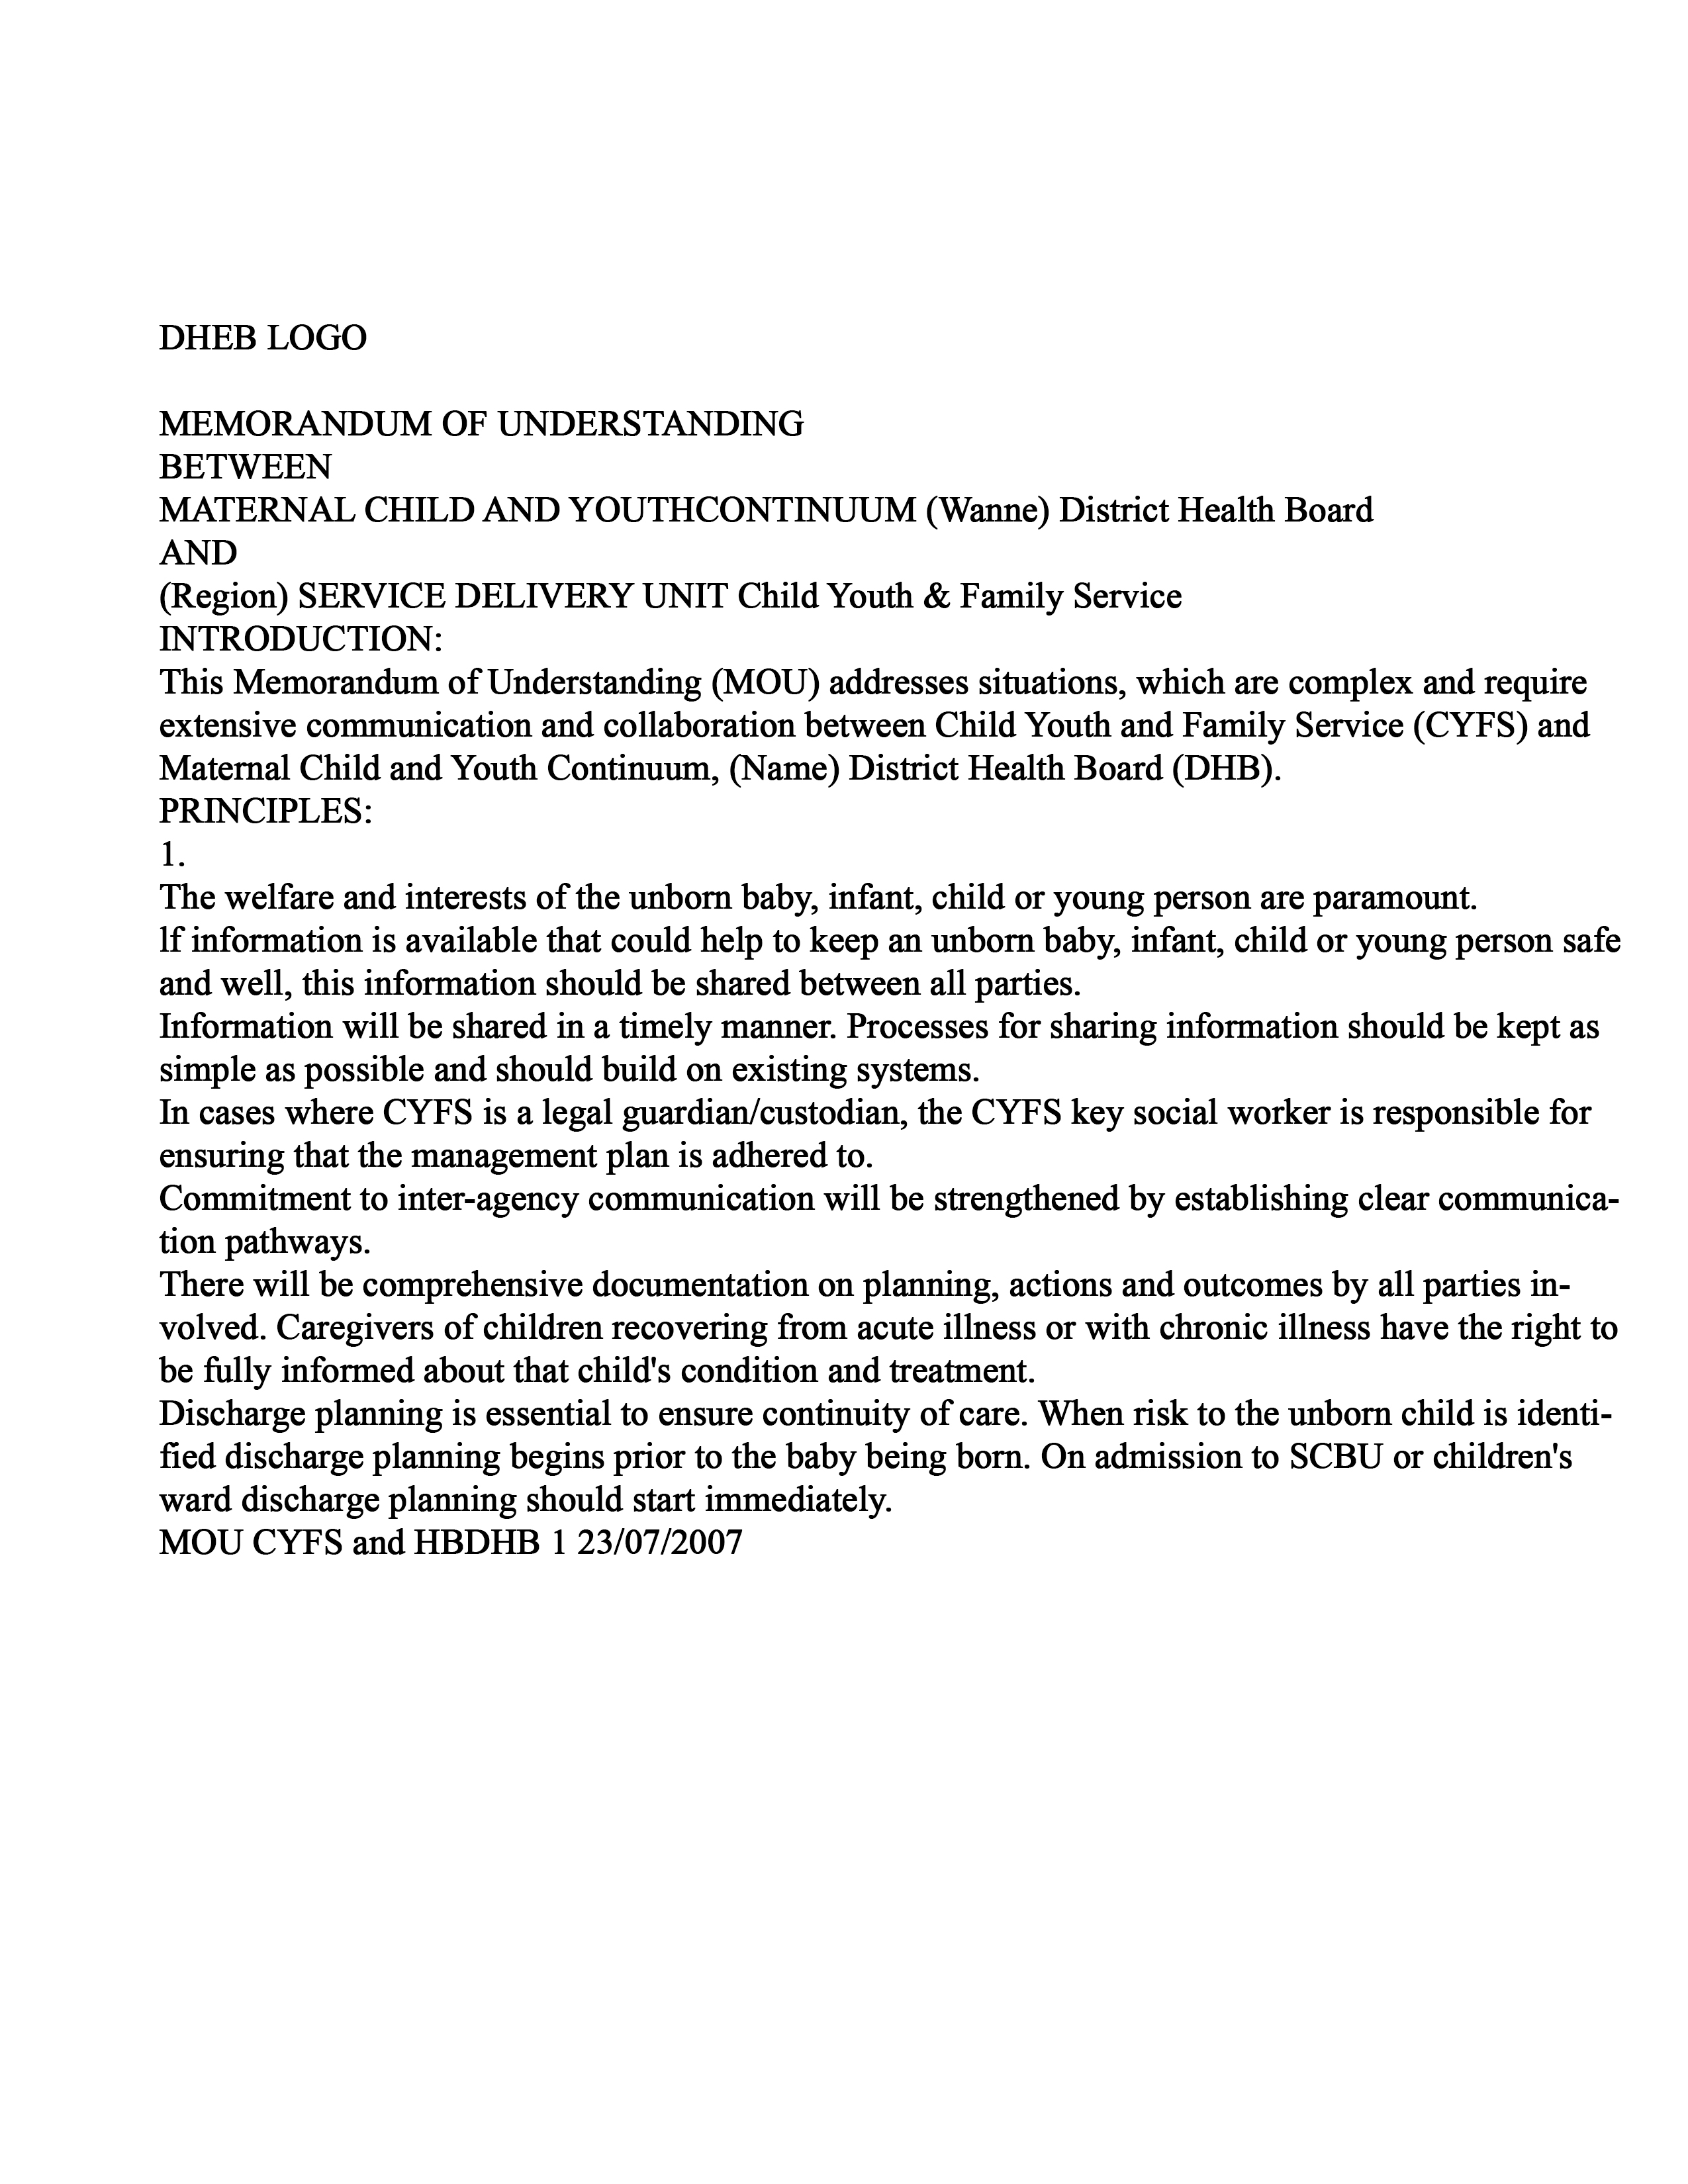 DHEB LOGO
MEMORANDUM OF UNDERSTANDING
BETWEEN
MATERNAL CHILD AND YOUTHCONTINUUM (Wanne) District Health Board
AND
(Region) SERVICE DELIVERY UNIT Child Youth & Family Service
INTRODUCTION:
This Memorandum of Understanding (MOU) addresses situations, which are complex and require
extensive communication and collaboration between Child Youth and Family Service (CYFS) and
Maternal Child and Youth Continuum, (Name) District Health Board (DHB).
PRINCIPLES:
1.
The welfare and interests of the unborn baby, infant, child or young person are paramount.
lf information is available that could help to keep an unborn baby, infant, child or young person safe
and well, this information should be shared between all parties.
Information will be shared in a timely manner. Processes for sharing information should be kept as
simple as possible and should build on existing systems.
In cases where CYFS is a legal guardian/custodian, the CYFS key social worker is responsible for
ensuring that the management plan is adhered to.
Commitment to inter-agency communication will be strengthened by establishing clear communica-
tion pathways.
There will be comprehensive documentation on planning, actions and outcomes by all parties in-
volved. Caregivers of children recovering from acute illness or with chronic illness have the right to
be fully informed about that child's condition and treatment.
Discharge planning is essential to ensure continuity of care. When risk to the unborn child is identi-
fied discharge planning begins prior to the baby being born. On admission to SCBU or children's
ward discharge planning should start immediately.
MOU CYFS and HBDHB 1 23/07/2007